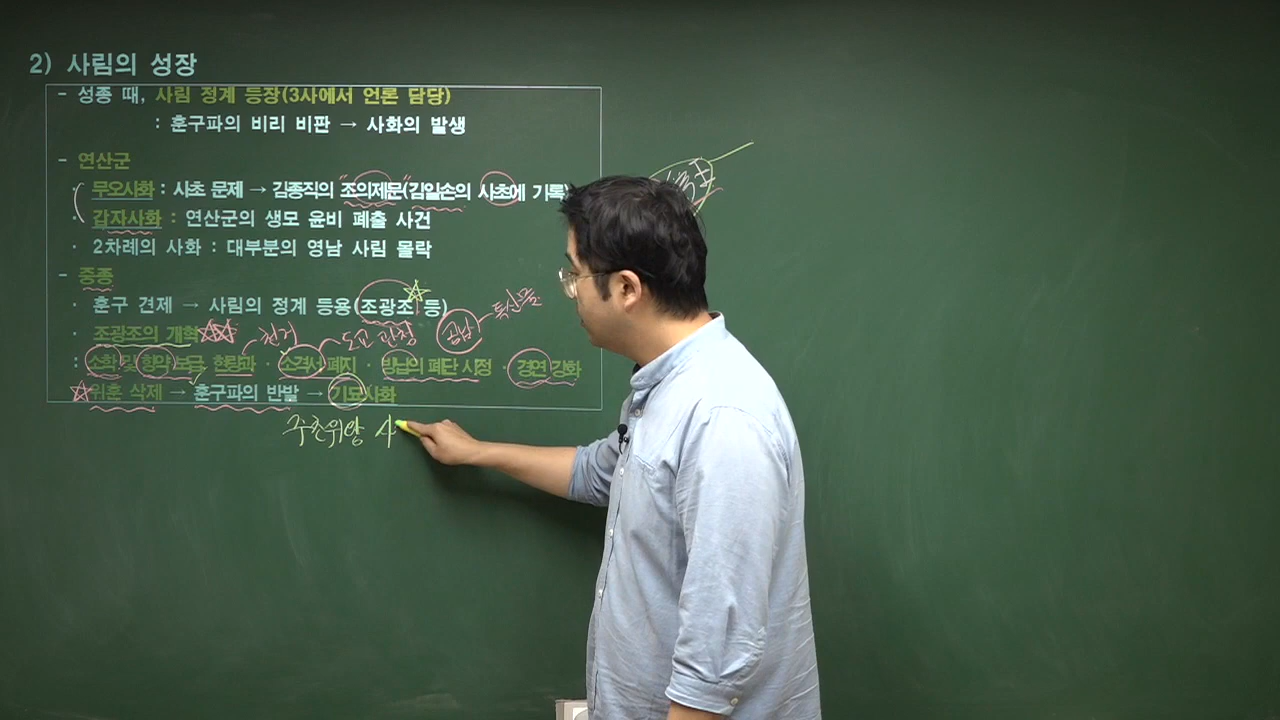 2) 사림의 성장
- 성종 때, 사림 정계 등장(3사에서 언론 담당)
: 훈구파의 비리 비판 → 사화의 발생
- 연산군
· 무오사화 : 사초 문제 → 김종직의 "조의제문"(김일손의 사초에 기록)
· 갑자사화 : 연산군의 생모 윤비 폐출 사건
· 2차례의 사화 : 대부분의 영남 사림 몰락
- 중종
· 훈구 견제 → 사림의 정계 등용(조광조 등)
특산물
· 조광조의 개혁 천거 도교 관청 공납
: 소학 및 향약 보급 · 현량과 · 소격서 폐지 · 방납의 폐단 시정 · 경연 강화
위훈 삭제 → 훈구파의 반발 → 기묘사화
주초위왕 사